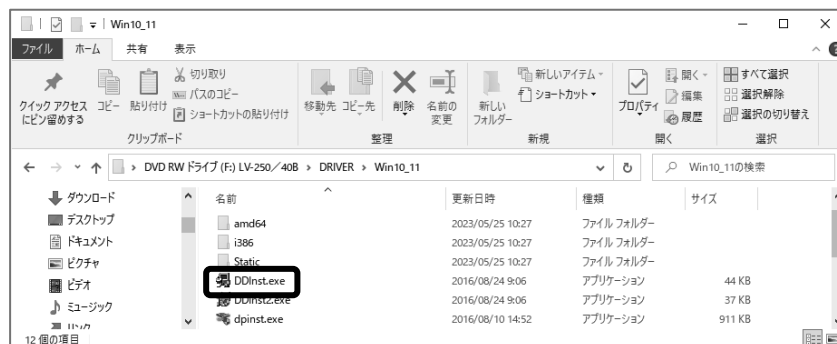 Win10_11
ファイル ホーム 共有 表示
クイック アクセス
にピン留めする
コピー
貼り付け
切り取り
パスのコピー
ショートカットの貼り付け
クリップボード
移動先
コピー先
削除
名前の
変更
整理
新しい
フォルダー
新しいアイテム
ショートカット
新規
プロパティ
開く
編集
履歴
開く
すべて選択
選択解除
選択の切り替え
選択
DVD RW ドライブ (F:) LV-250/40B › DRIVER › Win10_11
Win10_11の検索
ダウンロード
デスクトップ
ドキュメント
ピクチャ
ビデオ
ミュージック
名前 更新日時 種類 サイズ
amd64 2023/05/25 10:27 ファイル フォルダー
i386 2023/05/25 10:27 ファイル フォルダー
Static 2023/05/25 10:27 ファイル フォルダー
DDInst.exe 2016/08/24 9:06 アプリケーション 44 KB
DDInst2.exe 2016/08/24 9:06 アプリケーション 37 KB
dpinst.exe 2016/08/10 14:52 アプリケーション 911 KB
12 個の項目